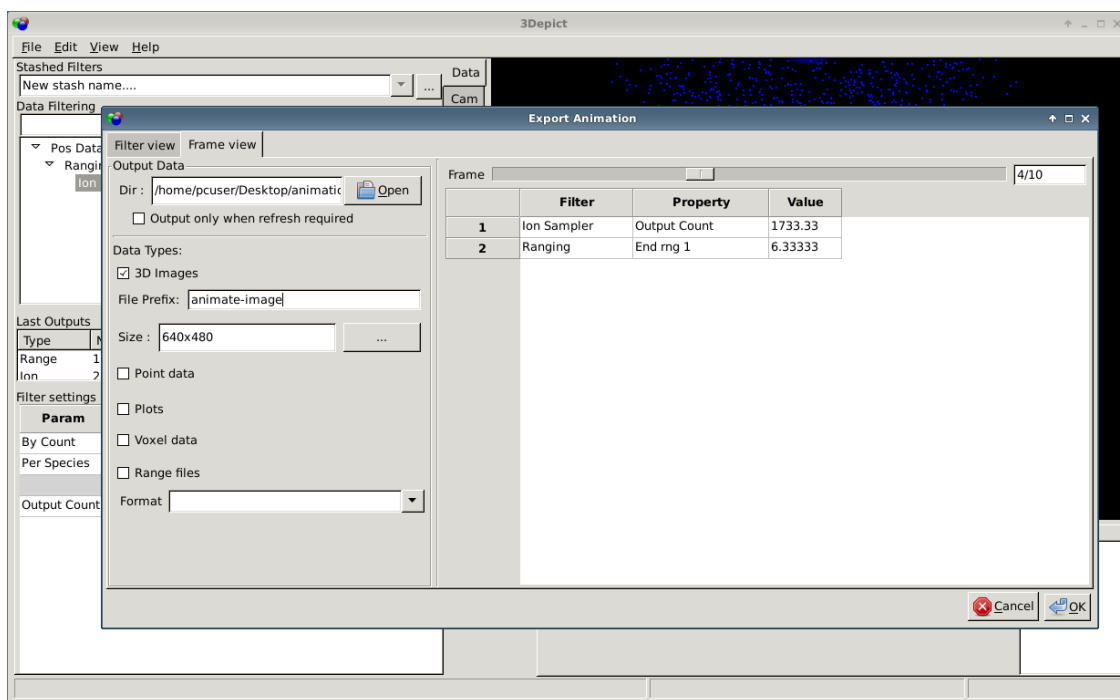 3Depict
File Edit View Help
Stashed Filters
New stash name....
...
Data
Cam
Data Filtering
Pos Data
Ion
Last Outputs
Type
Range 1
Ion 2
Filter settings
Param
By Count
Per Species
Output Count
Export Animation
Filter view Frame view
Output Data
Dir : /home/pcuser/Desktop/animatic Open
Output only when refresh required
Data Types:
3D Images
File Prefix: animate-image
Size : 640x480 ...
Point data
Plots
Voxel data
Range files
Format
Frame 4/10
Filter Property Value
1 Ion Sampler Output Count 1733.33
2 Ranging End rng 1 6.33333
Cancel OK